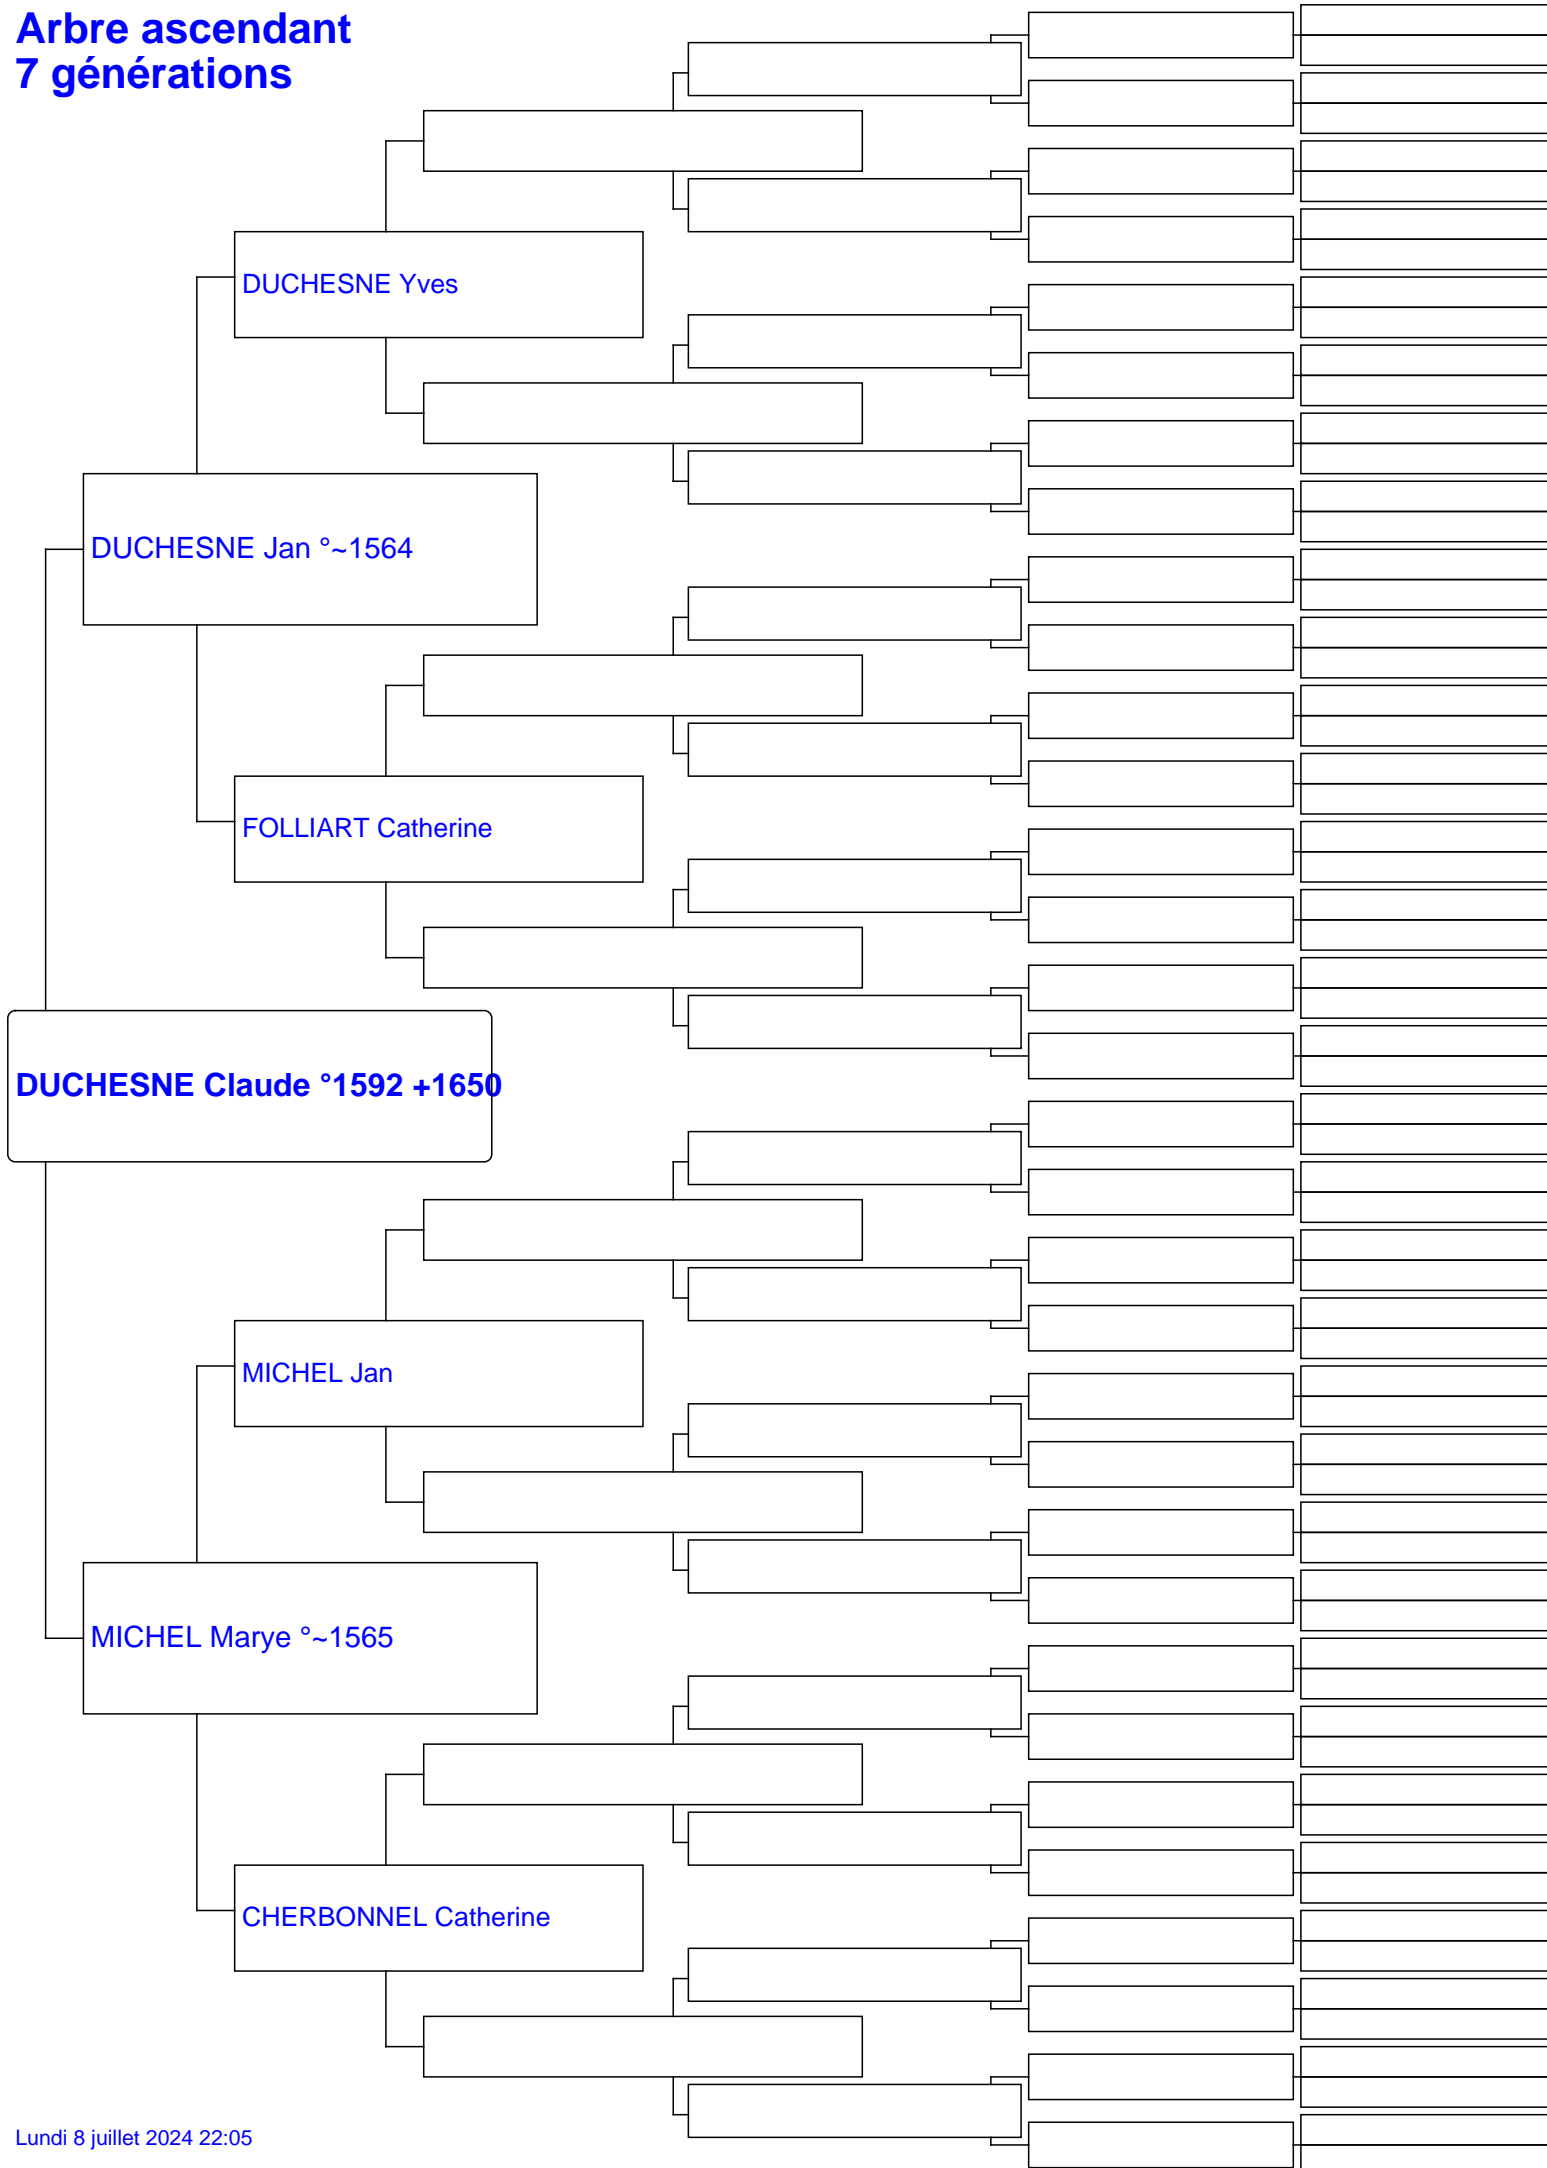 Arbre ascendant
7 générations
DUCHESNE Yves
DUCHESNE Jan °~1564
FOLLIART Catherine
DUCHESNE Claude °1592 +1650
MICHEL Jan
MICHEL Marye °~1565
CHERBONNEL Catherine
Lundi 8 juillet 2024 22:05